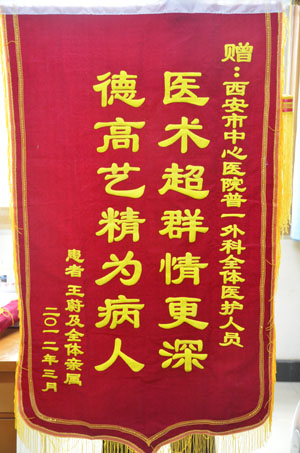 赠：西安市中心医院普一外科全体医护人员
医术超群情更深
德高艺精为病人
患者 王蔚及全体亲属
二〇一二年三月